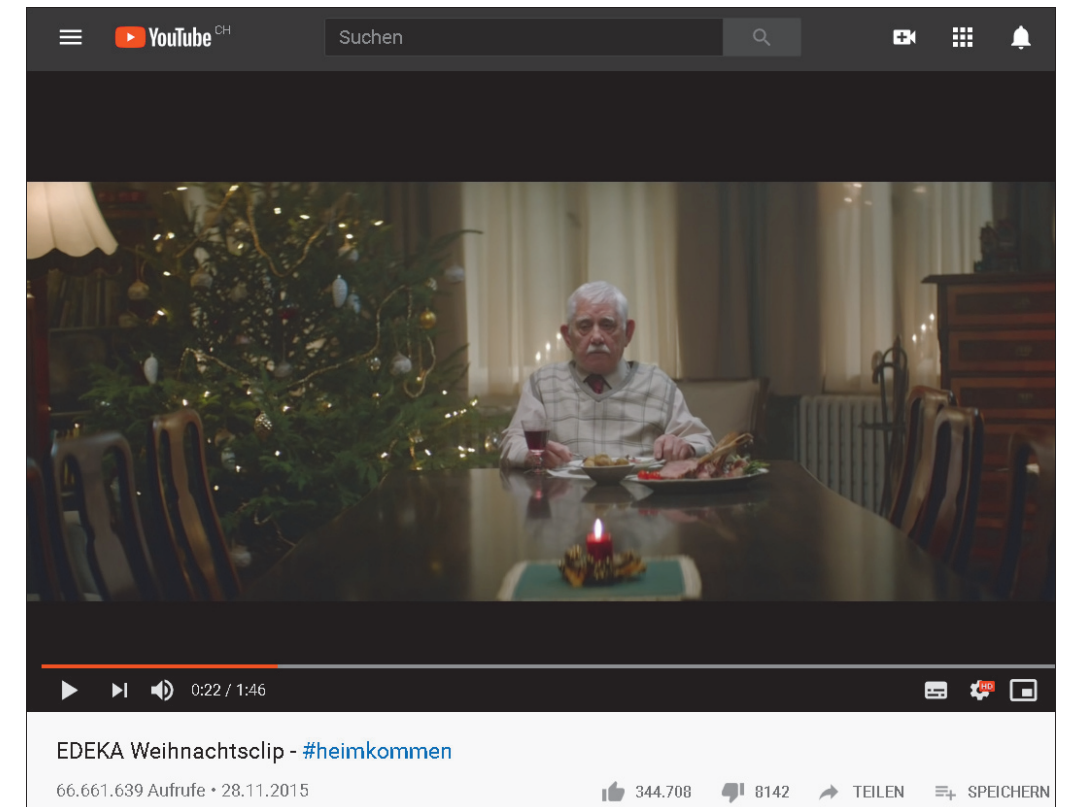 YouTube CH
Suchen
0:22 / 1:46
HD
EDEKA Weihnachtsclip - #heimkommen
66.661.639 Aufrufe • 28.11.2015
344.708 8142 TEILEN SPEICHERN